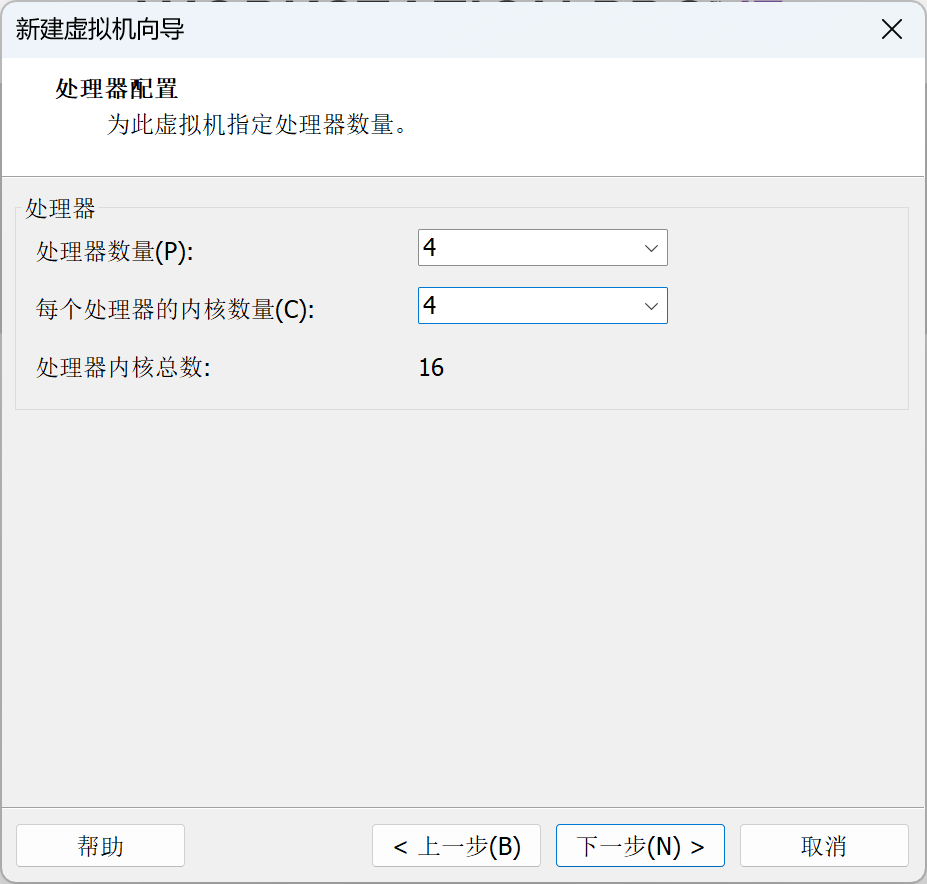 新建虚拟机向导
处理器配置
为此虚拟机指定处理器数量。
处理器
处理器数量(P): 4
每个处理器的内核数量(C): 4
处理器内核总数: 16
帮助 < 上一步(B) 下一步(N) > 取消